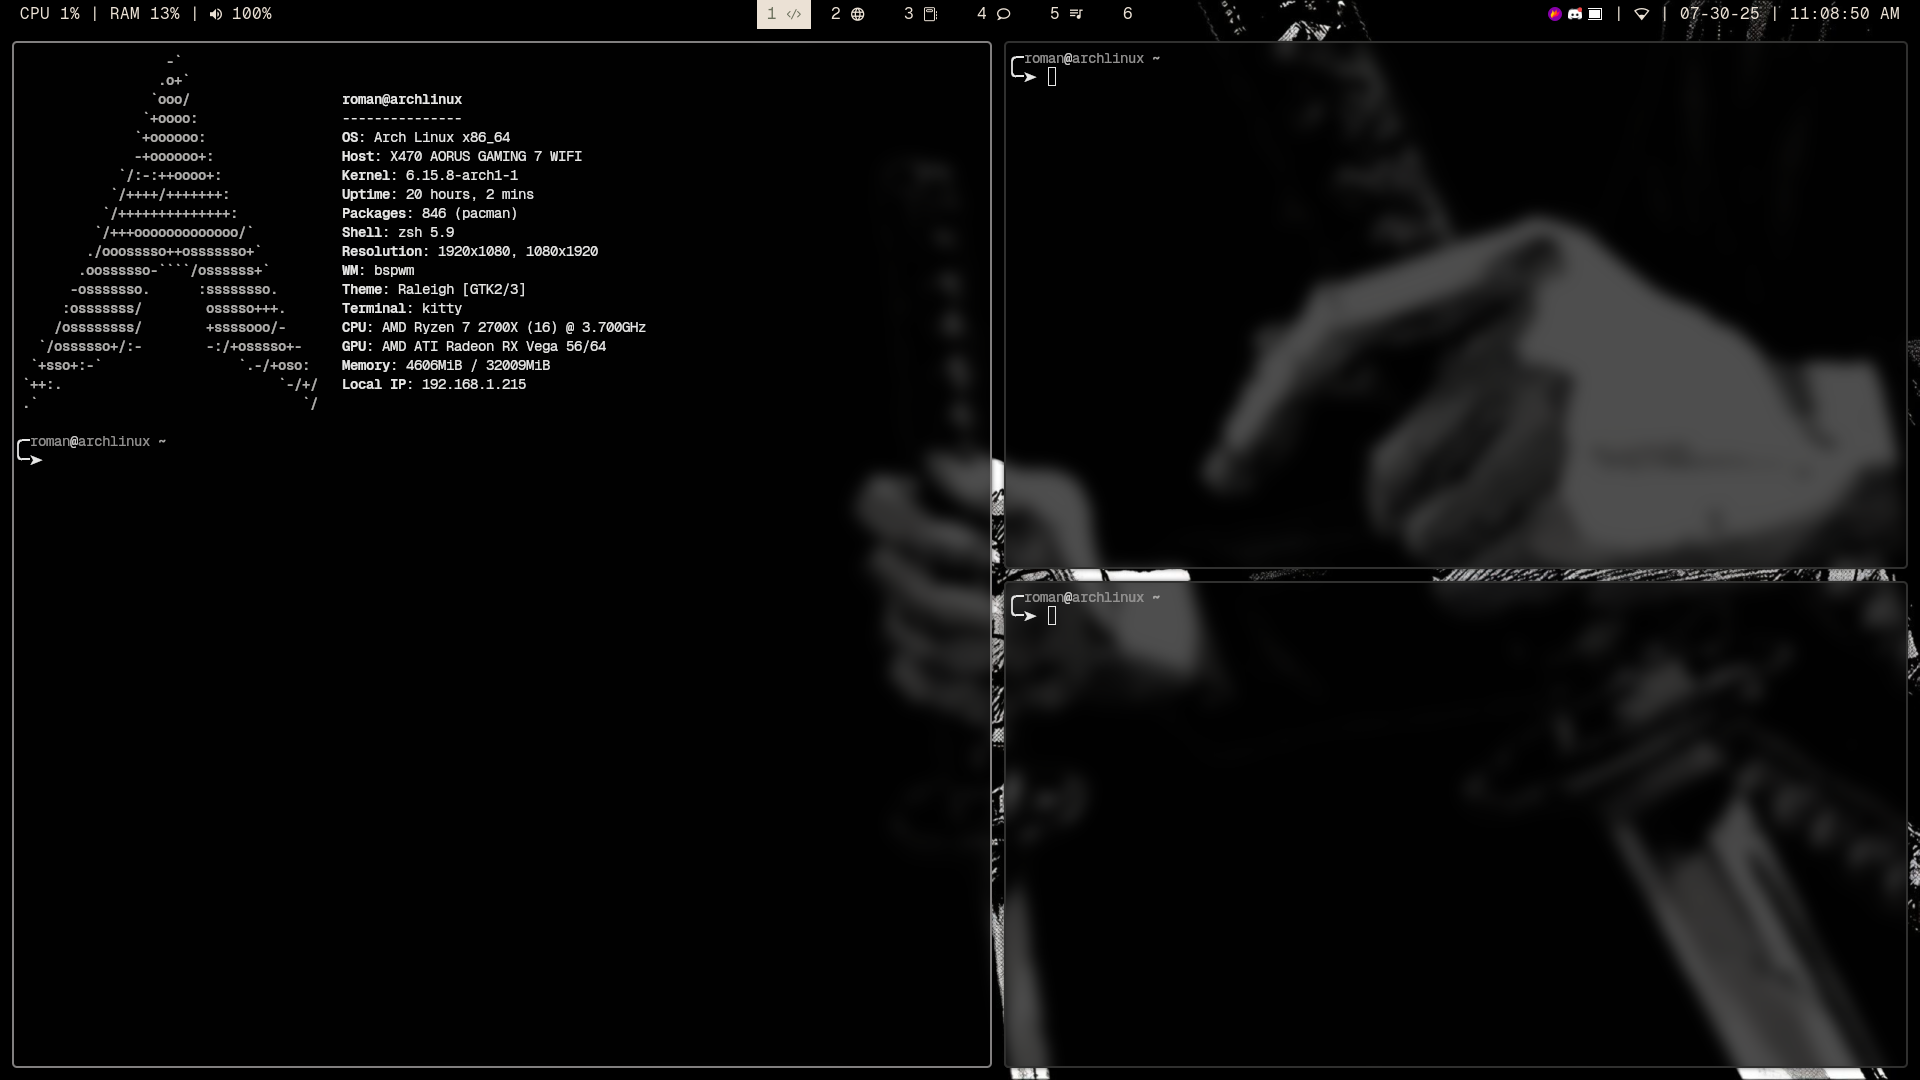 CPU 1% | RAM 13% | 100%
1 2 3 4 5 6
| | 07-30-25 | 11:08:50 AM
-`
.o+`
`ooo/
`+oooo:
`+oooooo:
-+oooooo+:
`/:-:++oooo+:
`/++++/+++++++:
`/++++++++++++++:
`/+++ooooooooooooo/`
./ooosssso++osssssso+`
.oossssso-````/ossssss+`
-osssssso. :ssssssso.
:osssssss/ osssso+++.
/ossssssss/ +ssssooo/-
`/ossssso+/:- -:/+osssso+-
`+sso+:-` `.-/+oso:
`++:. `-/+/
.` `/
roman@archlinux
---------------
OS: Arch Linux x86_64
Host: X470 AORUS GAMING 7 WIFI
Kernel: 6.15.8-arch1-1
Uptime: 20 hours, 2 mins
Packages: 846 (pacman)
Shell: zsh 5.9
Resolution: 1920x1080, 1080x1920
WM: bspwm
Theme: Raleigh [GTK2/3]
Terminal: kitty
CPU: AMD Ryzen 7 2700X (16) @ 3.700GHz
GPU: AMD ATI Radeon RX Vega 56/64
Memory: 4606MiB / 32009MiB
Local IP: 192.168.1.215
roman@archlinux ~
roman@archlinux ~
roman@archlinux ~